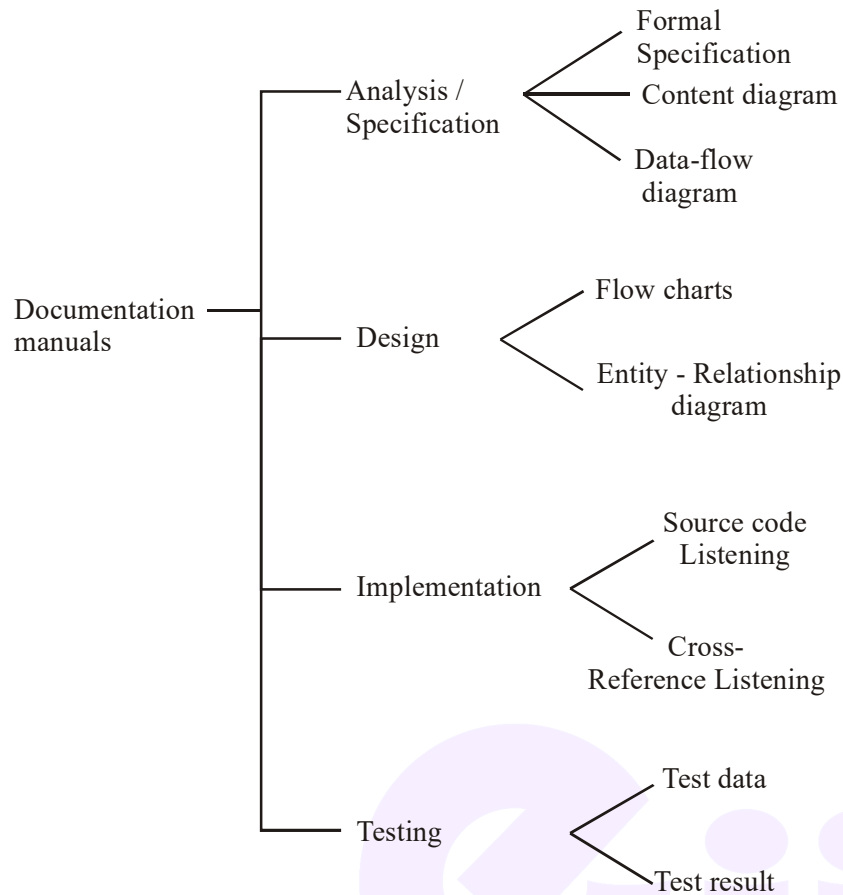 Formal
Specification
Analysis /
Specification
Content diagram
Data-flow
diagram
Documentation
manuals
Flow charts
Design
Entity - Relationship
diagram
Source code
Listening
Implementation
Cross-
Reference Listening
Test data
Testing
Test result